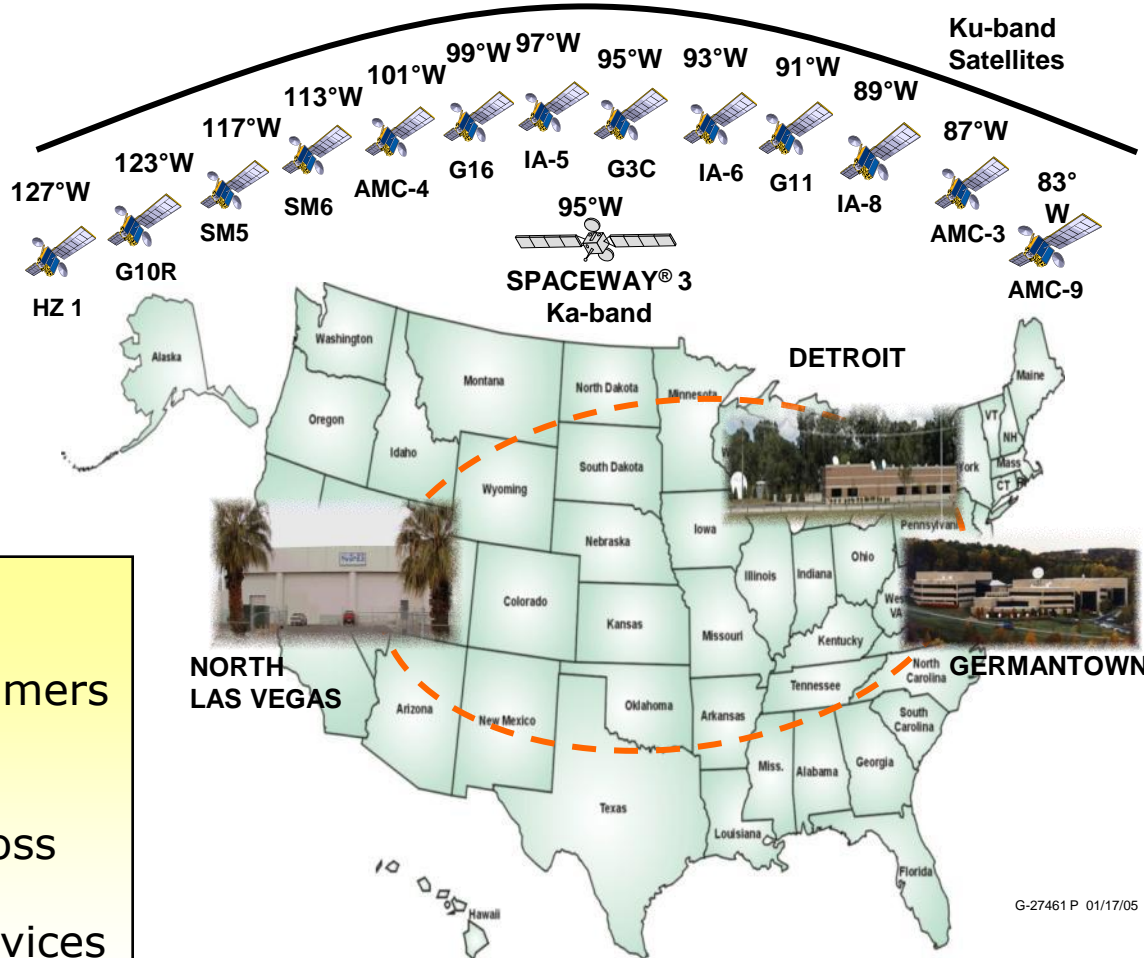 Ku-band
Satellites
127°W
123°W
117°W
113°W
101°W
99°W
97°W
95°W
93°W
91°W
89°W
87°W
83°
W
HZ 1
G10R
SM5
SM6
AMC-4
G16
IA-5
G3C
IA-6
G11
IA-8
AMC-3
AMC-9
95°W
SPACEWAY® 3
Ka-band
DETROIT
NORTH
LAS VEGAS
GERMANTOWN
Alaska
Washington
Oregon
Idaho
Montana
Wyoming
North Dakota
South Dakota
Nebraska
Minnesota
Iowa
Colorado
Kansas
Missouri
Illinois
Indiana
Ohio
Kentucky
Tennessee
VA
Pennsylvani
York
VT
NH
Maine
Mass
CT
North
Carolina
South
Carolina
Arizona
New Mexico
Oklahoma
Arkansas
Texas
Louisiana
Miss.
Alabama
Georgia
Florida
Hawaii
mers
oss
vices
G-27461 P 01/17/05